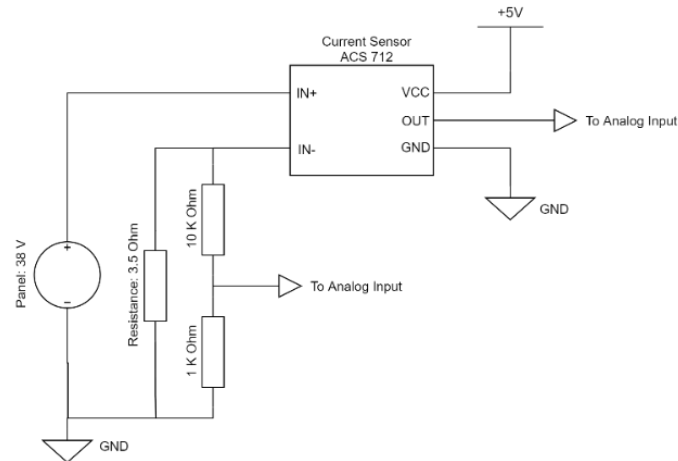 +5V
Current Sensor
ACS 712
IN+
VCC
OUT
To Analog Input
IN-
GND
GND
10 K Ohm
Panel: 38 V
+
-
Resistance: 3.5 Ohm
To Analog Input
1 K Ohm
GND